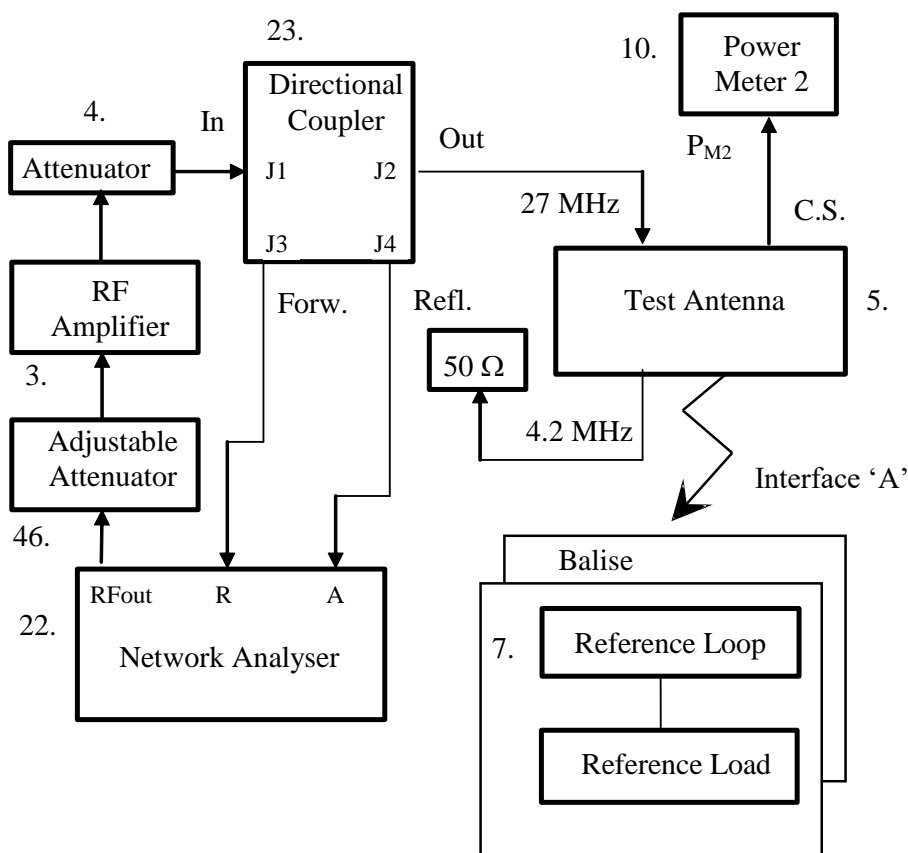 23.
10.
Power
Meter 2
Directional
Coupler
4.
In
Out
P_M2
Attenuator
J1
J2
27 MHz
C.S.
J3
J4
RF
Amplifier
Forw.
Refl.
Test Antenna
5.
50 Ω
3.
4.2 MHz
Adjustable
Attenuator
Interface ‘A’
46.
Balise
RFout
R
A
22.
Network Analyser
7.
Reference Loop
Reference Load